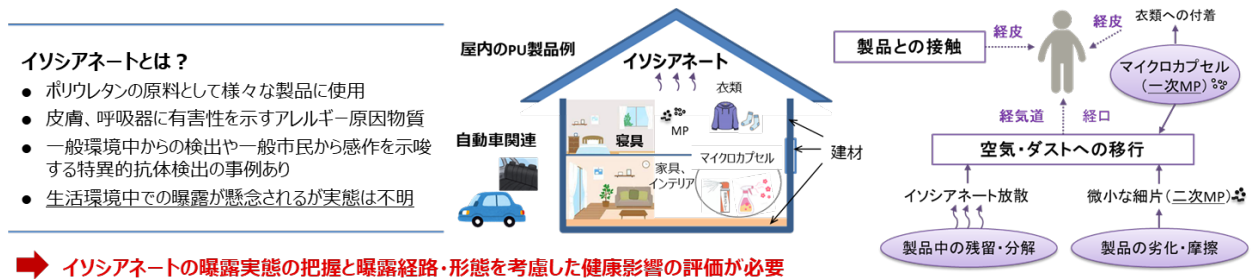 イソシアネートとは？
● ポリウレタンの原料として様々な製品に使用
● 皮膚、呼吸器に有害性を示すアレルギー原因物質
● 一般環境中からの検出や一般市民から感作を示唆
する特異的抗体検出の事例あり
● 生活環境中での曝露が懸念されるが実態は不明
屋内のPU製品例
イソシアネート
衣類
MP
寝具
自動車関連
家具、
インテリア
マイクロカプセル
建材
製品との接触
経皮
経皮
衣類への付着
マイクロカプセル
（一次MP）
経気道
経口
空気・ダストへの移行
イソシアネート放散
微小な細片（二次MP）
製品中の残留・分解
製品の劣化・摩擦
イソシアネートの曝露実態の把握と曝露経路・形態を考慮した健康影響の評価が必要